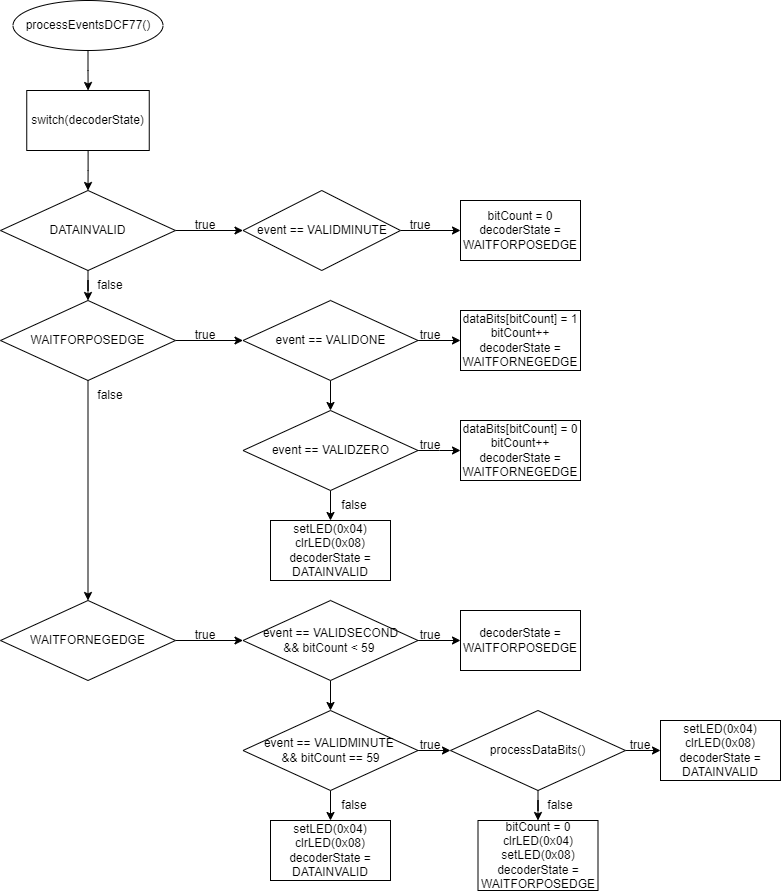 processEventsDCF77()
switch(decoderState)
DATAINVALID
true
event == VALIDMINUTE
true
bitCount = 0
decoderState =
WAITFORPOSEDGE
false
WAITFORPOSEDGE
true
event == VALIDONE
true
dataBits[bitCount] = 1
bitCount++
decoderState =
WAITFORNEGEDGE
false
event == VALIDZERO
true
dataBits[bitCount] = 0
bitCount++
decoderState =
WAITFORNEGEDGE
false
setLED(0x04)
clrLED(0x08)
decoderState =
DATAINVALID
WAITFORNEGEDGE
true
event == VALIDSECOND
&& bitCount < 59
true
decoderState =
WAITFORPOSEDGE
event == VALIDMINUTE
&& bitCount == 59
true
processDataBits()
true
setLED(0x04)
clrLED(0x08)
decoderState =
DATAINVALID
false
setLED(0x04)
clrLED(0x08)
decoderState =
DATAINVALID
false
bitCount = 0
clrLED(0x04)
setLED(0x08)
decoderState =
WAITFORPOSEDGE